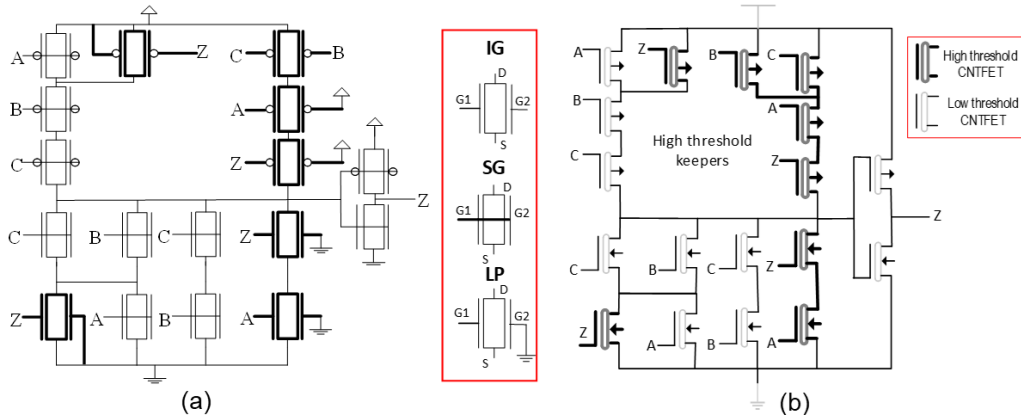 A
Z
C
B
B
A
C
Z
Z
C
B
C
Z
Z
A
B
A
(a)
IG
D
G1
G2
S
SG
D
G1
G2
S
LP
D
G1
G2
S
A
Z
B
C
B
A
High threshold
keepers
C
Z
Z
C
B
C
Z
Z
A
B
A
(b)
High threshold
CNTFET
Low threshold
CNTFET